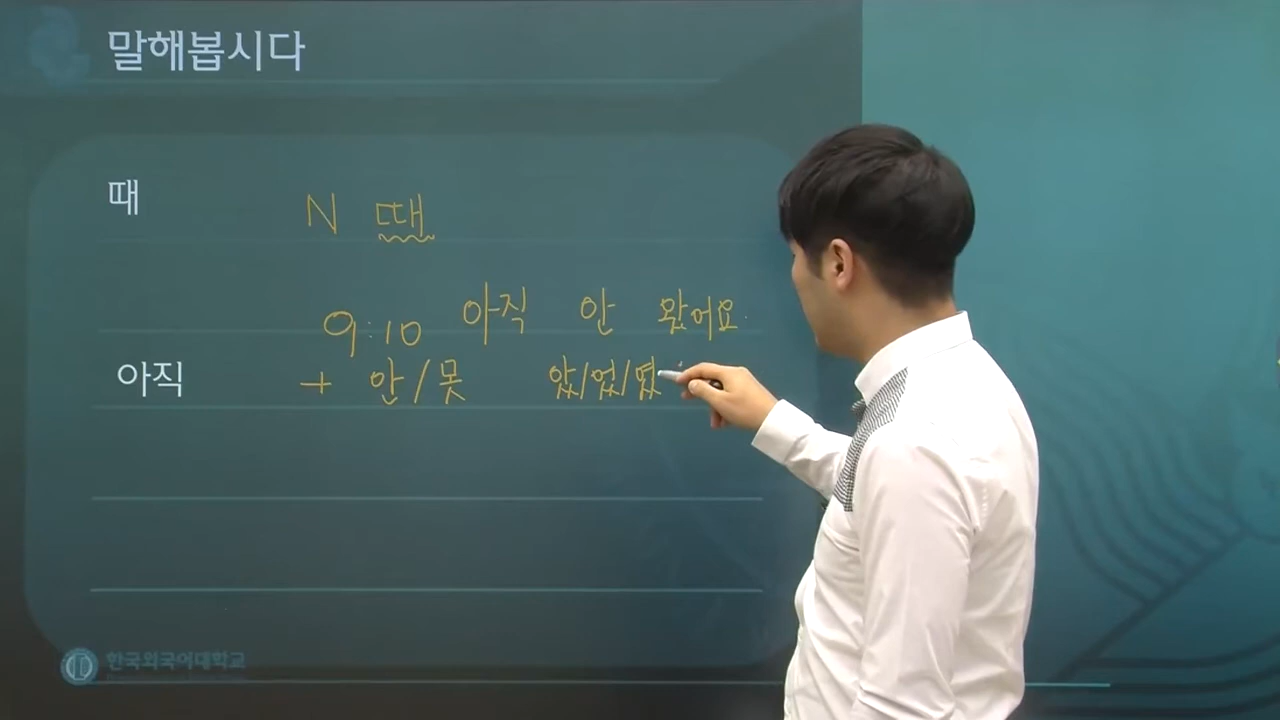 말해봅시다
때 N 때
9:10 아직 안 왔어요.
아직 + 안/못 았/었/였
한국외국어대학교